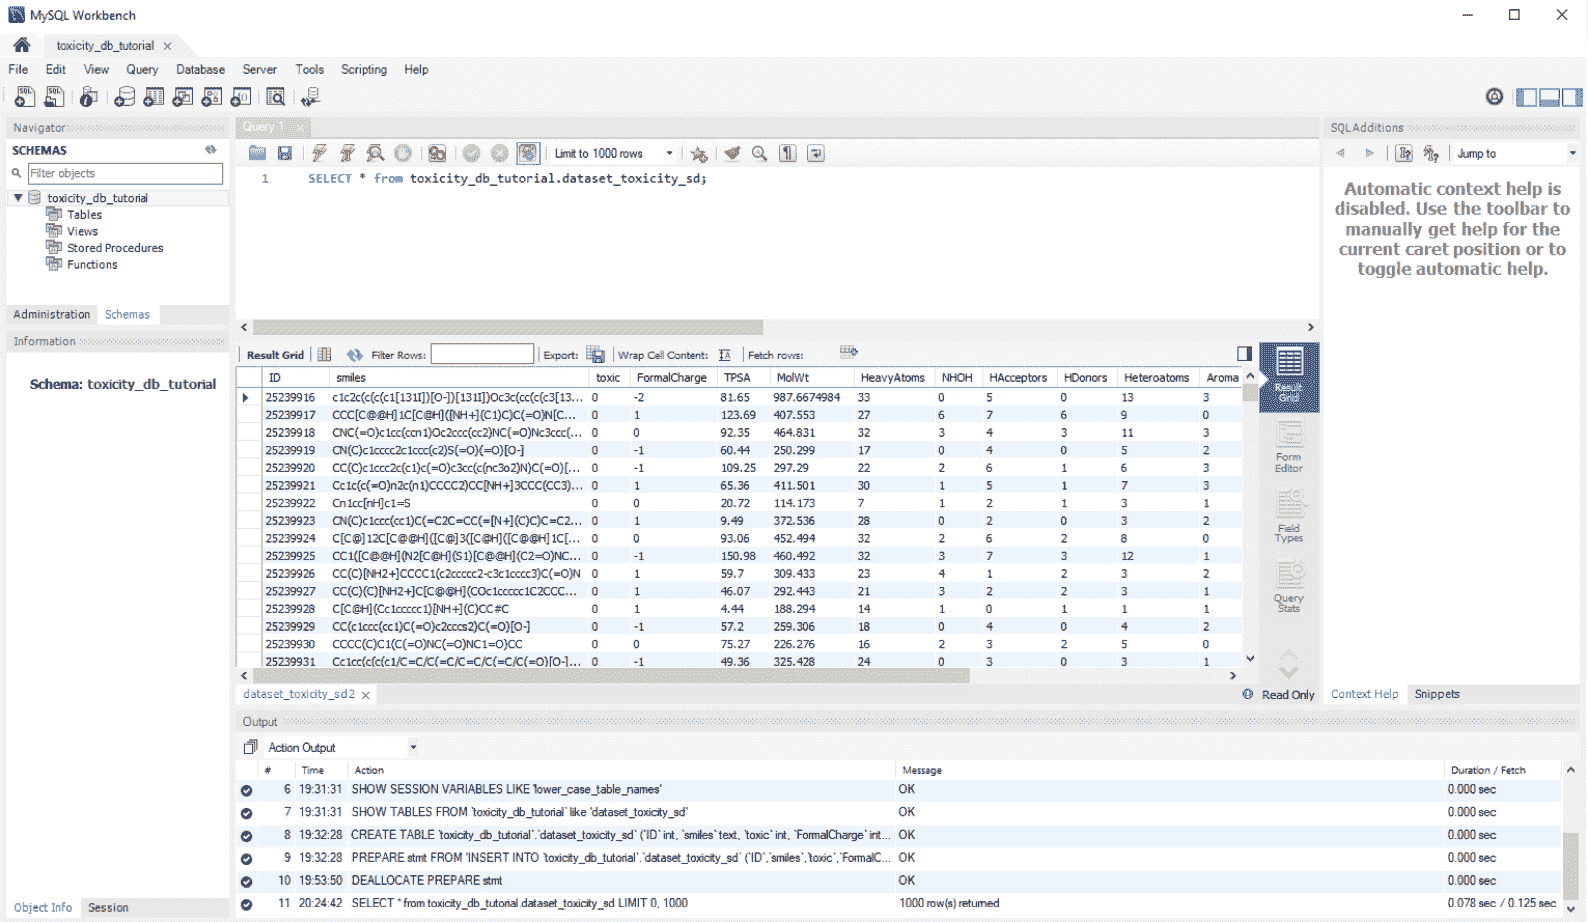 MySQL Workbench
toxicity_db_tutorial
File Edit View Query Database Server Tools Scripting Help
Navigator
SCHEMAS
Filter objects
toxicity_db_tutorial
Tables
Views
Stored Procedures
Functions
Administration Schemas
Information
Schema: toxicity_db_tutorial
Object Info Session
Query 1
Limit to 1000 rows
1 SELECT * from toxicity_db_tutorial.dataset_toxicity_sd;
Result Grid Filter Rows: Export: Wrap Cell Content: Fetch rows:
ID smiles toxic FormalCharge TPSA MolWt HeavyAtoms NHOH HAcceptors HDonors Heteroatoms Aroma
25239916 c1c2c(c(c(c1[131I])[O-])[131I])Oc3c(cc(c(c3[13... 0 -2 81.65 987.6674984 33 0 5 0 13 3
25239917 CCC[C@@H]1C[C@H]([NH+](C1)C)C(=O)N[C... 0 1 123.69 407.553 27 6 7 6 9 0
25239918 CNC(=O)c1cc(ccn1)Oc2ccc(cc2)NC(=O)Nc3ccc(... 0 0 92.35 464.831 32 3 4 3 11 3
25239919 CN(C)c1cccc2c1cccc(c2)S(=O)(=O)[O-] 0 -1 60.44 250.299 17 0 4 0 5 2
25239920 CC(C)c1ccc2c(c1)c(=O)c3cc(c(nc3o2)N)C(=O)[... 0 -1 109.25 297.29 22 2 6 1 6 3
25239921 Cc1c(c(=O)n2c(n1)CCCC2)CC[NH+]3CCC(CC3)... 0 1 65.36 411.501 30 1 5 1 7 3
25239922 Cn1cc[nH]c1=S 0 0 20.72 114.173 7 1 2 1 3 1
25239923 CN(C)c1ccc(cc1)C(=C2C=CC(=[N+](C)C)C=C2... 0 1 9.49 372.536 28 0 2 0 3 2
25239924 C[C@]12C[C@@H]([C@]3([C@H]([C@@H]1C[... 0 0 93.06 452.494 32 2 6 2 8 0
25239925 CC1([C@@H](N2[C@H](S1)[C@@H](C2=O)NC... 0 -1 150.98 460.492 32 3 7 3 12 1
25239926 CC(C)[NH2+]CCCC1(c2ccccc2-c3c1cccc3)C(=O)N 0 1 59.7 309.433 23 4 1 2 3 2
25239927 CC(C)(C)[NH2+]C[C@@H](COc1ccccc1C2CCC... 0 1 46.07 292.443 21 3 2 2 3 1
25239928 C[C@H](Cc1ccccc1)[NH+](C)CC#C 0 1 4.44 188.294 14 1 0 1 1 1
25239929 CC(c1ccc(cc1)C(=O)c2cccs2)C(=O)[O-] 0 -1 57.2 259.306 18 0 4 0 4 2
25239930 CCCC(C)C1(C(=O)NC(=O)NC1=O)CC 0 0 75.27 226.276 16 2 3 2 5 0
25239931 Cc1cc(c(c(c1/C=C/C(=C/C=C/C(=C/C(=O)[O-]... 0 -1 49.36 325.428 24 0 3 0 3 1
Result Grid
Form Editor
Field Types
Query Stats
dataset_toxicity_sd2 Read Only
SQLAdditions
Jump to
Automatic context help is
disabled. Use the toolbar to
manually get help for the
current caret position or to
toggle automatic help.
Context Help Snippets
Output
Action Output
# Time Action Message Duration / Fetch
6 19:31:31 SHOW SESSION VARIABLES LIKE 'lower_case_table_names' OK 0.000 sec
7 19:31:31 SHOW TABLES FROM `toxicity_db_tutorial` like 'dataset_toxicity_sd' OK 0.000 sec
8 19:32:28 CREATE TABLE `toxicity_db_tutorial`.`dataset_toxicity_sd` (`ID` int, `smiles` text, `toxic` int, `FormalCharge` int... OK 0.000 sec
9 19:32:28 PREPARE stmt FROM 'INSERT INTO `toxicity_db_tutorial`.`dataset_toxicity_sd` (`ID`,`smiles`,`toxic`,`FormalC... OK 0.000 sec
10 19:53:50 DEALLOCATE PREPARE stmt OK 0.000 sec
11 20:24:42 SELECT * from toxicity_db_tutorial.dataset_toxicity_sd LIMIT 0, 1000 1000 row(s) returned 0.078 sec / 0.125 sec